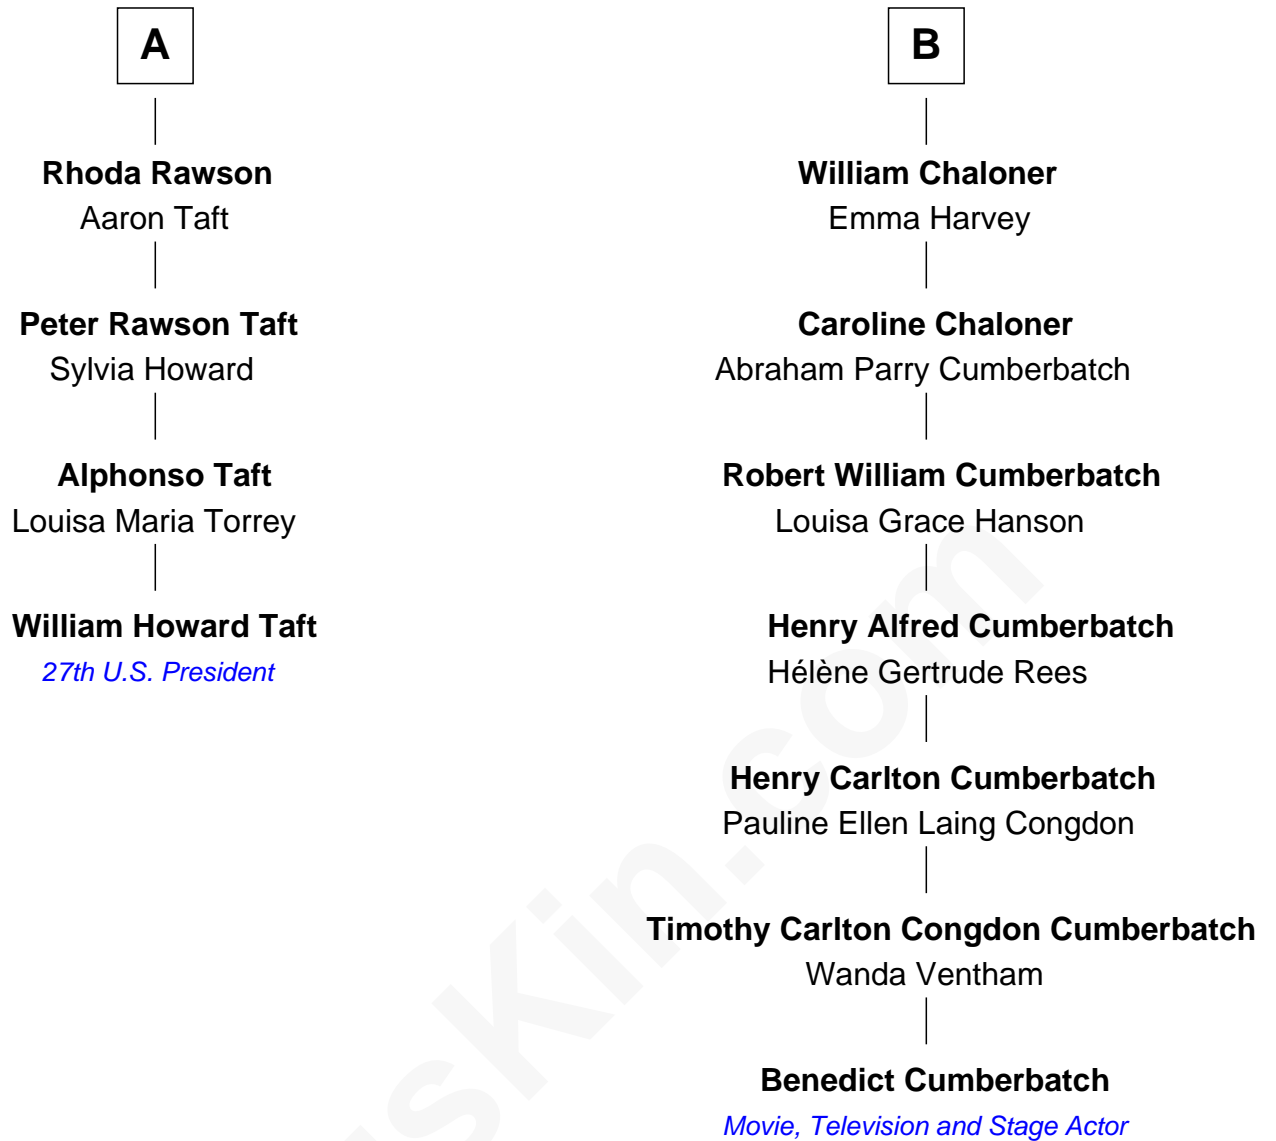 A
Rhoda Rawson
Aaron Taft
Peter Rawson Taft
Sylvia Howard
Alphonso Taft
Louisa Maria Torrey
William Howard Taft
27th U.S. President
B
William Chaloner
Emma Harvey
Caroline Chaloner
Abraham Parry Cumberbatch
Robert William Cumberbatch
Louisa Grace Hanson
Henry Alfred Cumberbatch
Hélène Gertrude Rees
Henry Carlton Cumberbatch
Pauline Ellen Laing Congdon
Timothy Carlton Congdon Cumberbatch
Wanda Ventham
Benedict Cumberbatch
Movie, Television and Stage Actor